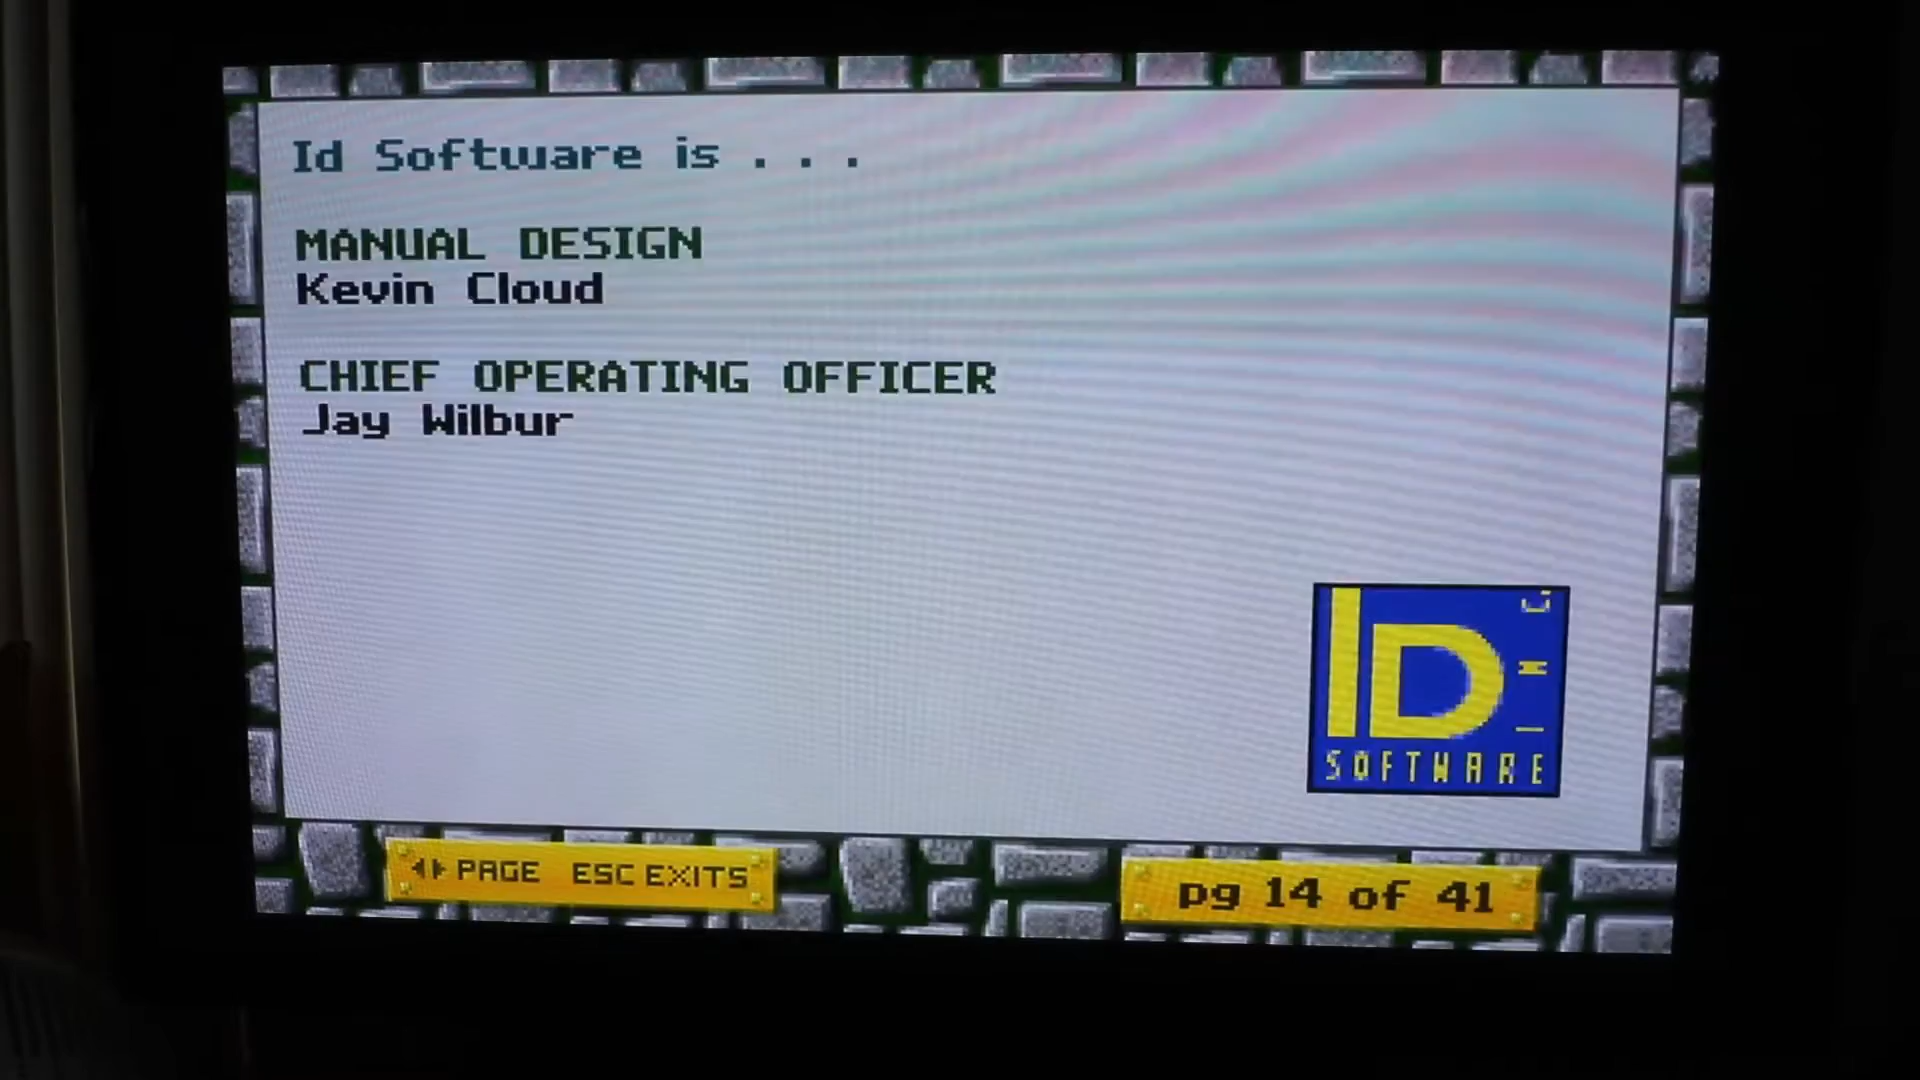 Id Software is . . .
MANUAL DESIGN
Kevin Cloud
CHIEF OPERATING OFFICER
Jay Wilbur
ID
SOFTWARE
PAGE ESC EXITS
pg 14 of 41